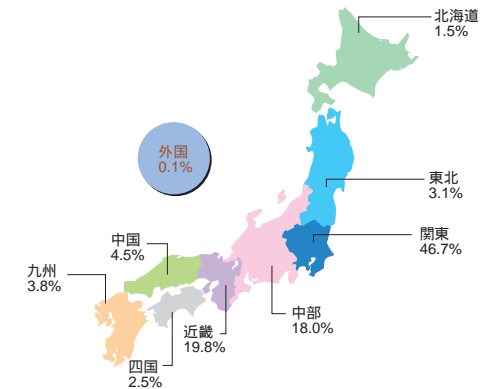 北海道
1.5%
外国
0.1%
東北
3.1%
関東
46.7%
中国
4.5%
九州
3.8%
中部
18.0%
近畿
19.8%
四国
2.5%